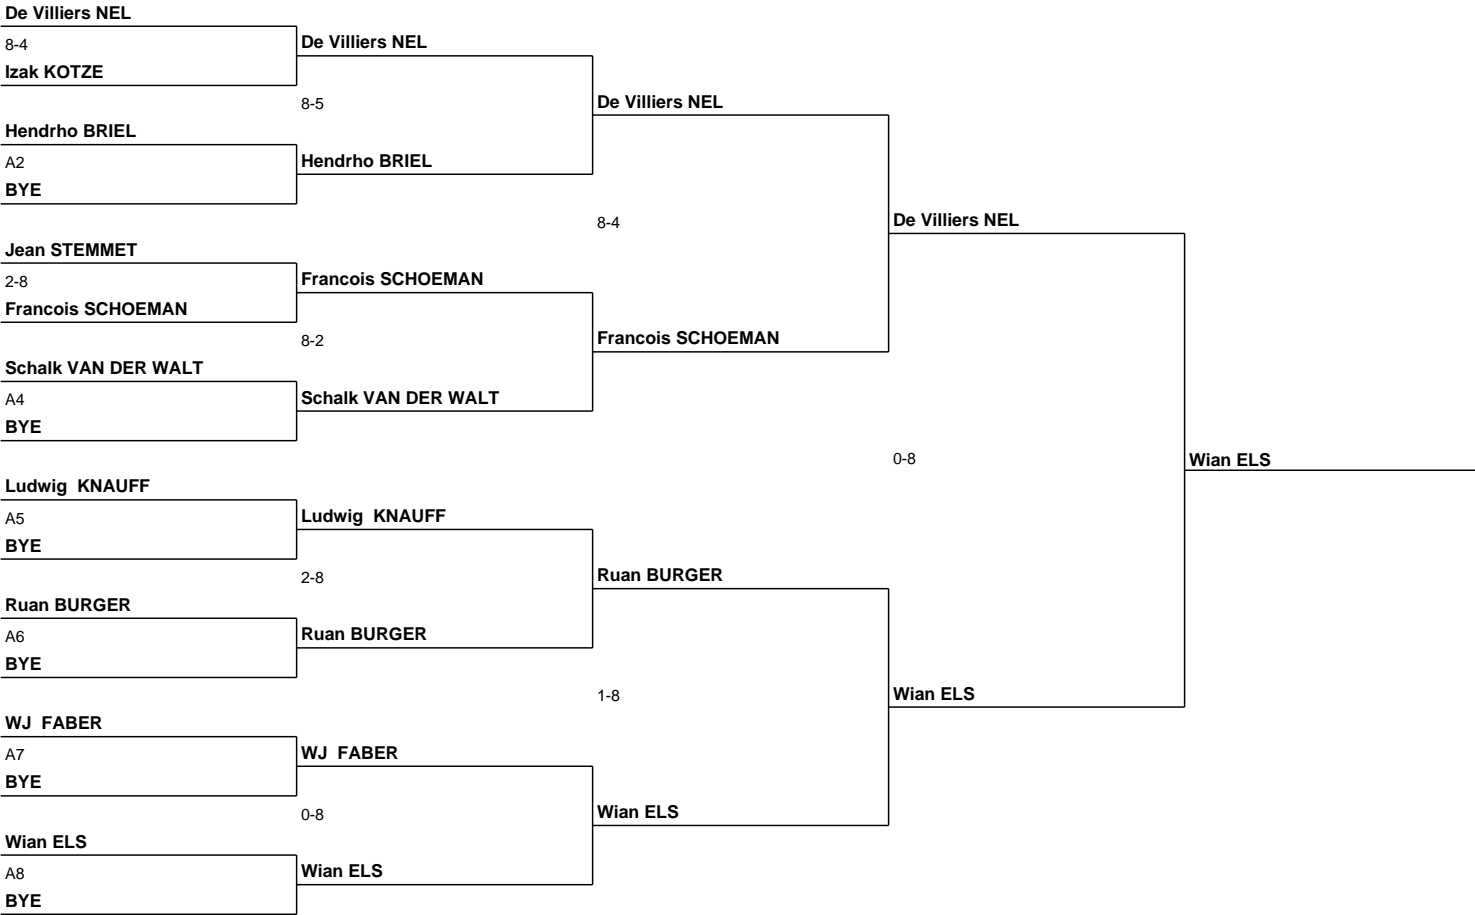 De Villiers NEL
8-4
Izak KOTZE
De Villiers NEL
8-5
Hendrho BRIEL
A2
BYE
Hendrho BRIEL
De Villiers NEL
8-4
Jean STEMMET
2-8
Francois SCHOEMAN
Francois SCHOEMAN
8-2
Schalk VAN DER WALT
A4
BYE
Schalk VAN DER WALT
Francois SCHOEMAN
De Villiers NEL
0-8
Wian ELS
Ludwig  KNAUFF
A5
BYE
Ludwig  KNAUFF
2-8
Ruan BURGER
A6
BYE
Ruan BURGER
Ruan BURGER
1-8
WJ  FABER
A7
BYE
WJ  FABER
0-8
Wian ELS
A8
BYE
Wian ELS
Wian ELS
Wian ELS